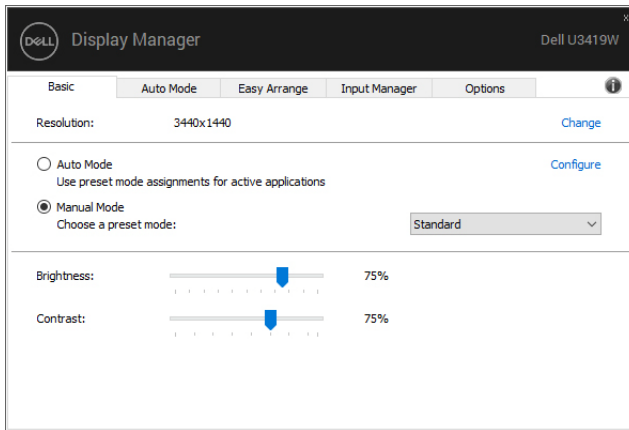 x
DELL Display Manager Dell U3419W
Basic Auto Mode Easy Arrange Input Manager Options i
Resolution: 3440x1440 Change
Auto Mode Configure
Use preset mode assignments for active applications
Manual Mode
Choose a preset mode: Standard
Brightness: 75%
Contrast: 75%